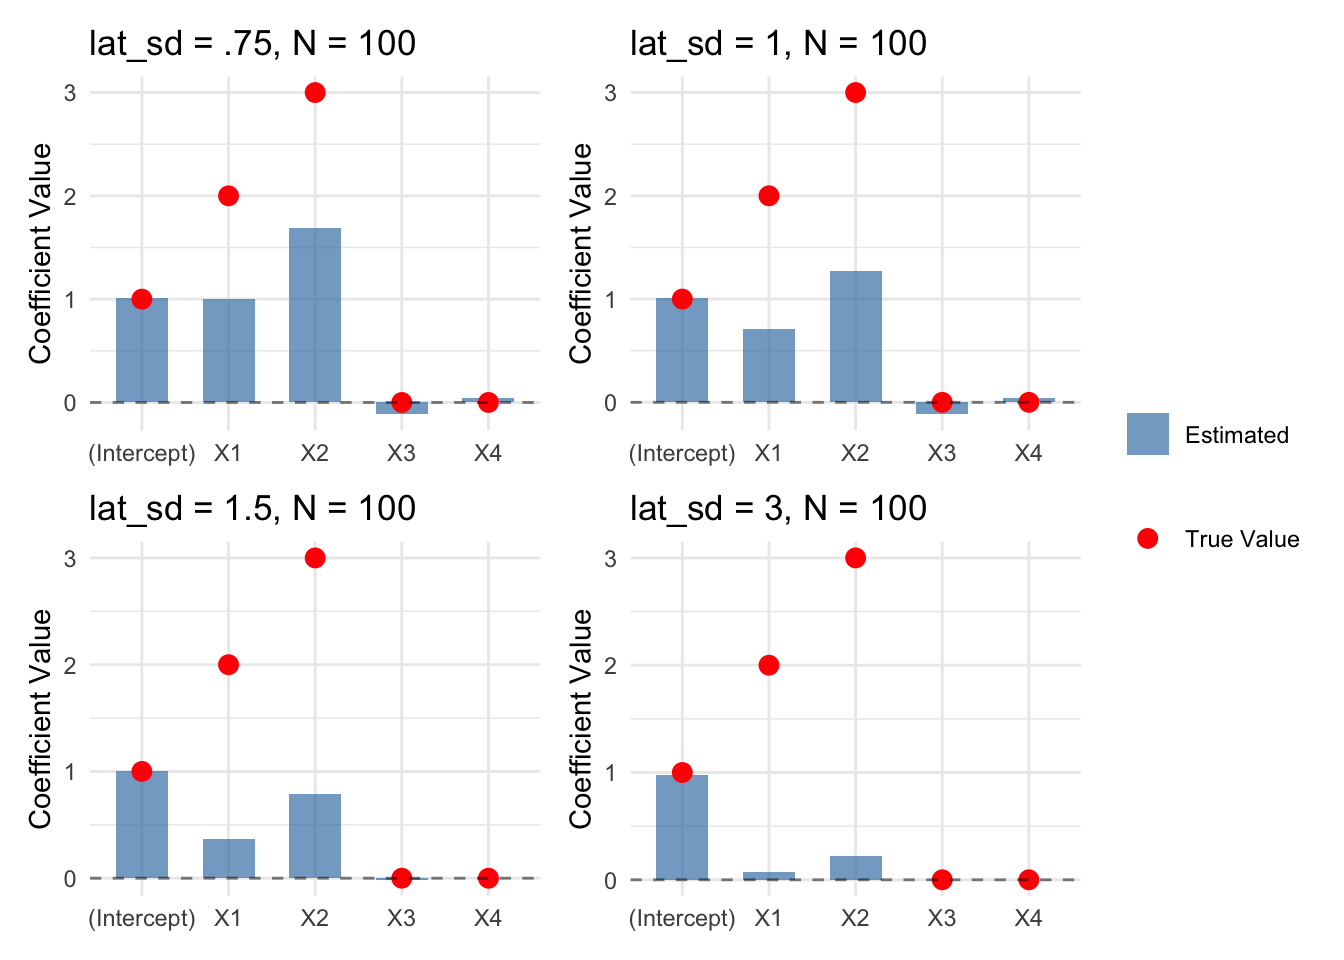 lat_sd = .75, N = 100
Coefficient Value
3
2
1
0
(Intercept) X1 X2 X3 X4
lat_sd = 1, N = 100
Coefficient Value
3
2
1
0
(Intercept) X1 X2 X3 X4
lat_sd = 1.5, N = 100
Coefficient Value
3
2
1
0
(Intercept) X1 X2 X3 X4
lat_sd = 3, N = 100
Coefficient Value
3
2
1
0
(Intercept) X1 X2 X3 X4
Estimated
True Value